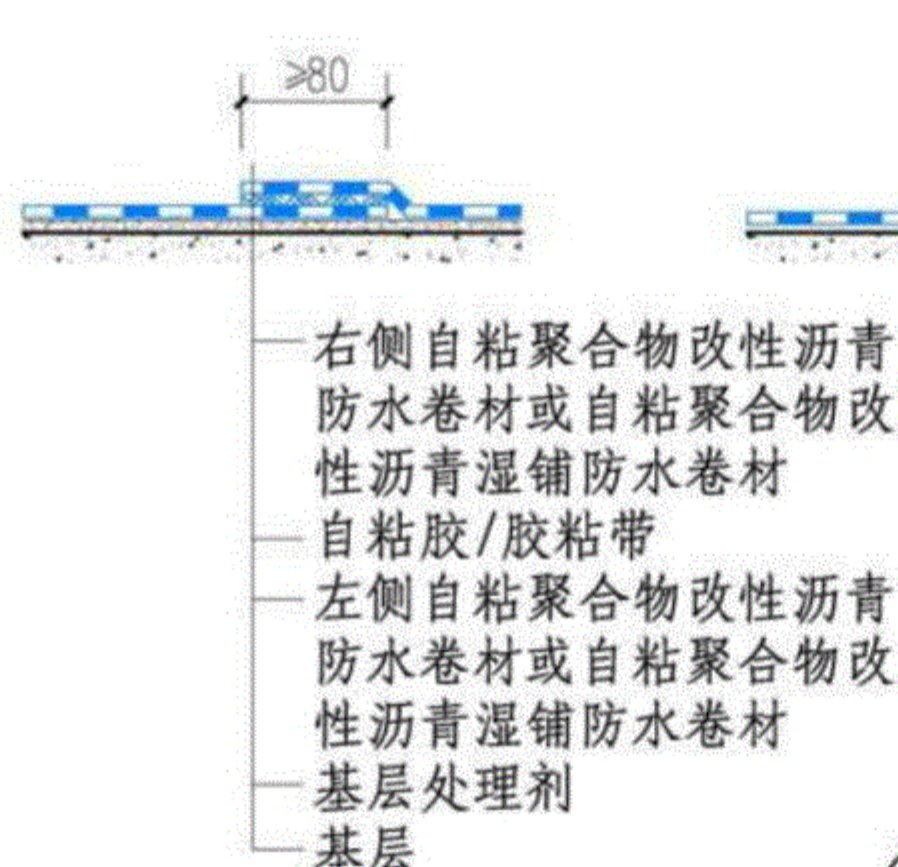 ≥80
右侧自粘聚合物改性沥青
防水卷材或自粘聚合物改
性沥青湿铺防水卷材
自粘胶/胶粘带
左侧自粘聚合物改性沥青
防水卷材或自粘聚合物改
性沥青湿铺防水卷材
基层处理剂
基层